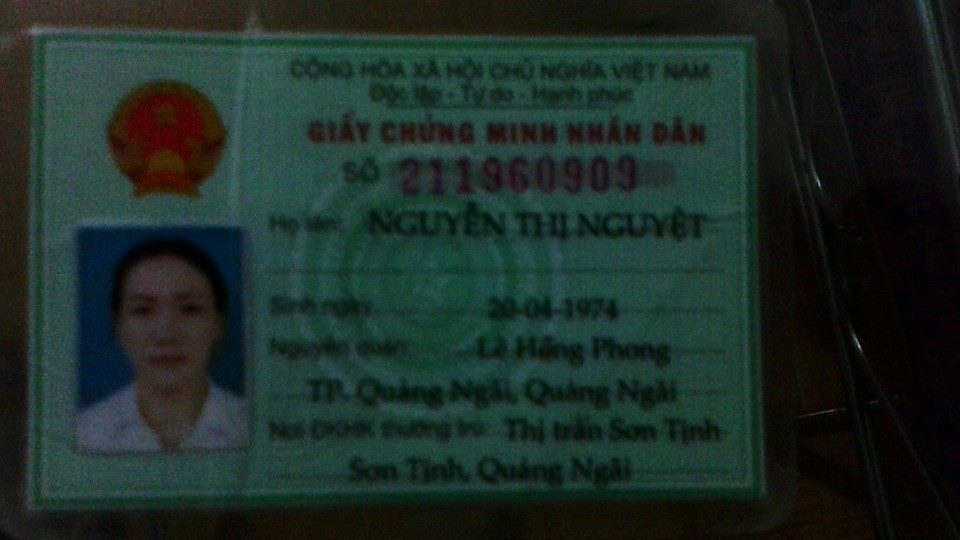 CỘNG HÒA XÃ HỘI CHỦ NGHĨA VIỆT NAM
Độc lập - Tự do - Hạnh phúc
GIẤY CHỨNG MINH NHÂN DÂN
SỐ 211960909
Họ tên: NGUYỄN THỊ NGUYỆT
Sinh ngày: 20-04-1974
Nguyên quán: Lê Hồng Phong
TP. Quảng Ngãi, Quảng Ngãi
Nơi ĐKHK thường trú: Thị trấn Sơn Tịnh
Sơn Tịnh, Quảng Ngãi